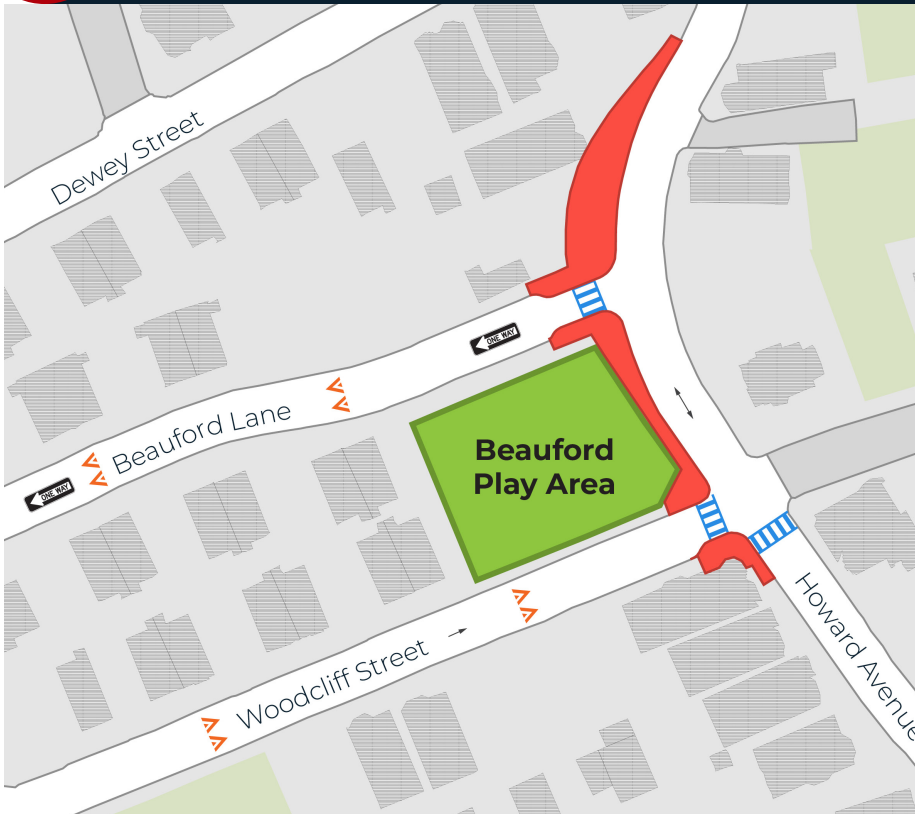 Dewey Street
ONE WAY
Beauford Lane
ONE WAY
Beauford
Play Area
Woodcliff Street
Howard Avenue